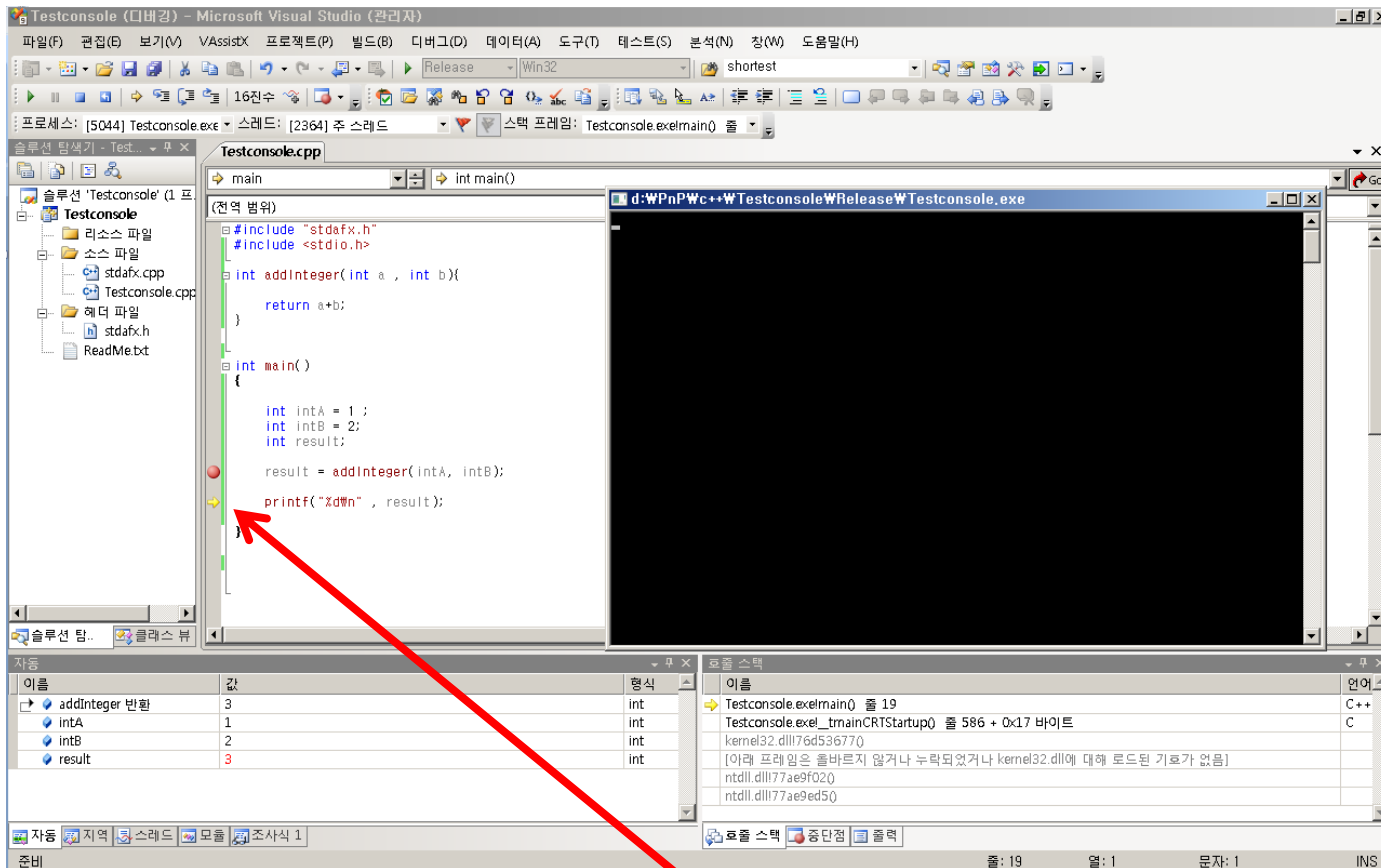 Testconsole (디버깅) - Microsoft Visual Studio (관리자)
파일(F) 편집(E) 보기(V) VAssistX 프로젝트(P) 빌드(B) 디버그(D) 데이터(A) 도구(T) 테스트(S) 분석(N) 창(W) 도움말(H)
Release Win32 shortest
16진수
프로세스: [5044] Testconsole.exe 스레드: [2364] 주 스레드 스택 프레임: Testconsole.exe!main() 줄
솔루션 탐색기 - Test...
Testconsole.cpp
main int main() Go
(전역 범위)
솔루션 'Testconsole' (1 프
Testconsole
리소스 파일
소스 파일
stdafx.cpp
Testconsole.cpp
헤더 파일
stdafx.h
ReadMe.txt
#include "stdafx.h"
#include <stdio.h>
int addInteger(int a , int b){
return a+b;
}
int main()
{
int intA = 1 ;
int intB = 2;
int result;
result = addInteger(intA, intB);
printf("%d₩n" , result);
}
d:₩PnP₩c++₩Testconsole₩Release₩Testconsole.exe
솔루션 탐.. 클래스 뷰
자동
이름 값 형식
addInteger 반환 3 int
intA 1 int
intB 2 int
result 3 int
자동 지역 스레드 모듈 조사식 1
호출 스택
이름 언어
Testconsole.exe!main() 줄 19 C++
Testconsole.exe!__tmainCRTStartup() 줄 586 + 0x17 바이트 C
kernel32.dll!76d53677()
[아래 프레임은 올바르지 않거나 누락되었거나 kernel32.dll에 대해 로드된 기호가 없음]
ntdll.dll!77ae9f02()
ntdll.dll!77ae9ed5()
호출 스택 중단점 출력
준비 줄: 19 열: 1 문자: 1 INS